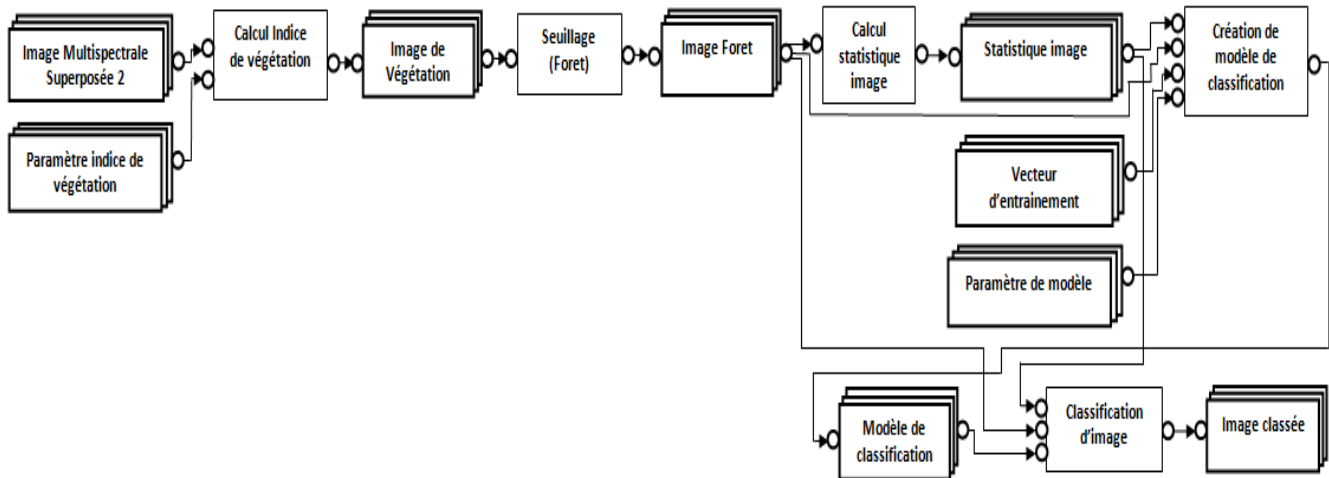 Image Multispectrale
Superposée 2
Calcul Indice
de végétation
Image de
Végétation
Seuillage
(Foret)
Image Foret
Calcul
statistique
image
Statistique image
Création de
modèle de
classification
Paramètre indice de
végétation
Vecteur
d'entrainement
Paramètre de modèle
Modèle de
classification
Classification
d'image
Image classée